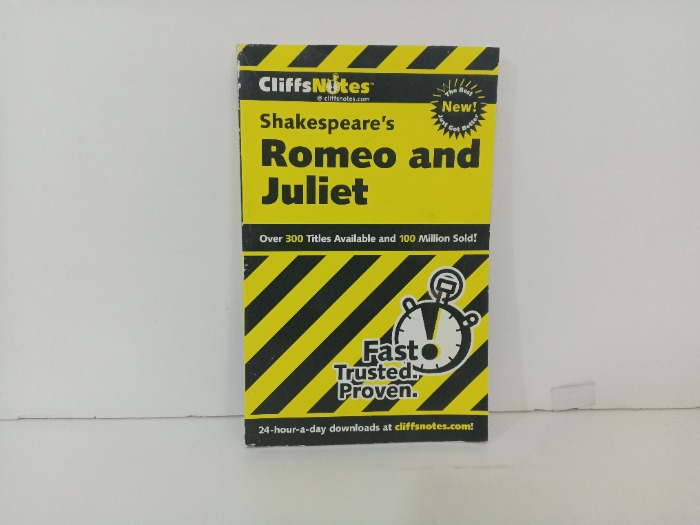 CliffsNotes™
@ cliffsnotes.com
The Best
New!
Just Got Better
Shakespeare's
Romeo and
Juliet
Over 300 Titles Available and 100 Million Sold!
Fast.
Trusted.
Proven.
24-hour-a-day downloads at cliffsnotes.com!